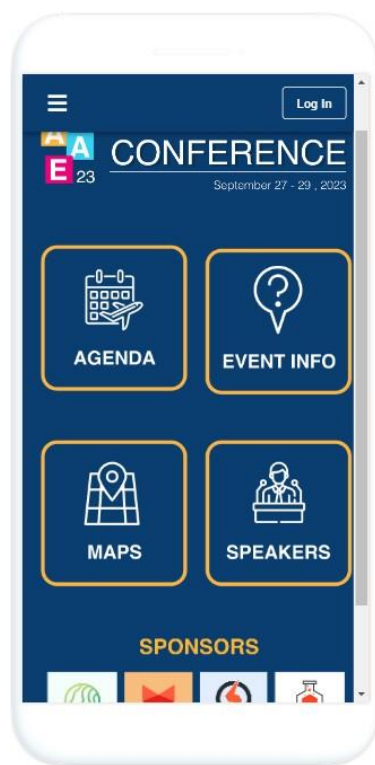 Log In
A A
E 23
CONFERENCE
September 27 - 29 , 2023
AGENDA
EVENT INFO
MAPS
SPEAKERS
SPONSORS